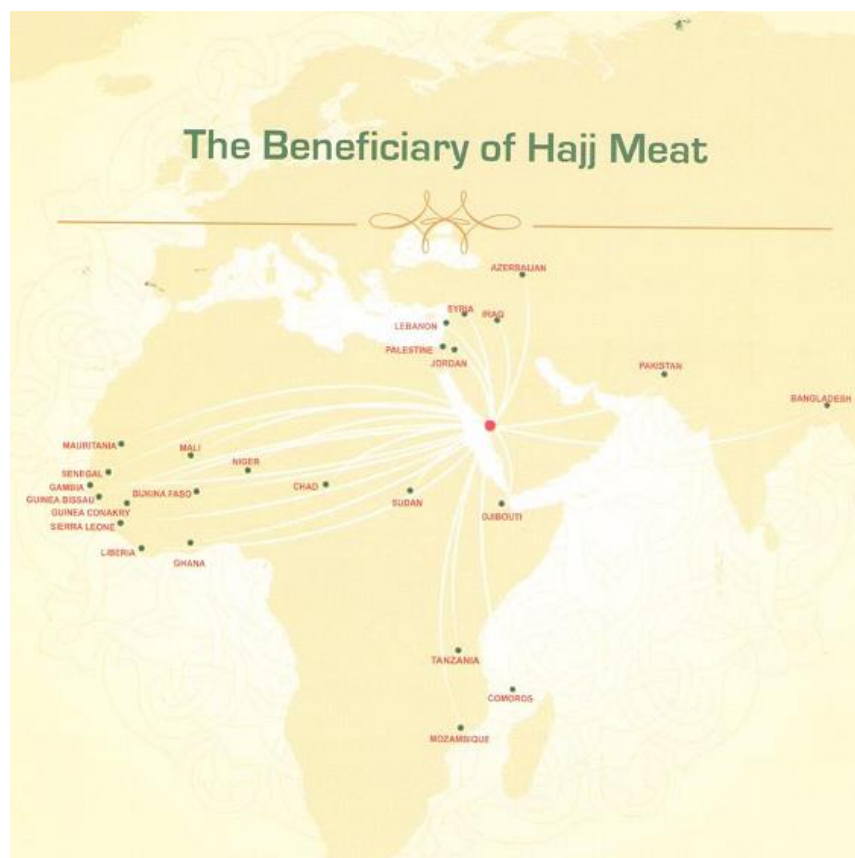 The Beneficiary of Hajj Meat
AZERBAIJAN
SYRIA
IRAQ
LEBANON
PALESTINE
JORDAN
PAKISTAN
BANGLADESH
MAURITANIA
MALI
NIGER
SENEGAL
CHAD
GAMBIA
BUKINA FASO
GUINEA BISSAU
SUDAN
GUINEA CONAKRY
DJIBOUTI
SIERRA LEONE
LIBERIA
GHANA
TANZANIA
COMOROS
MOZAMBIQUE